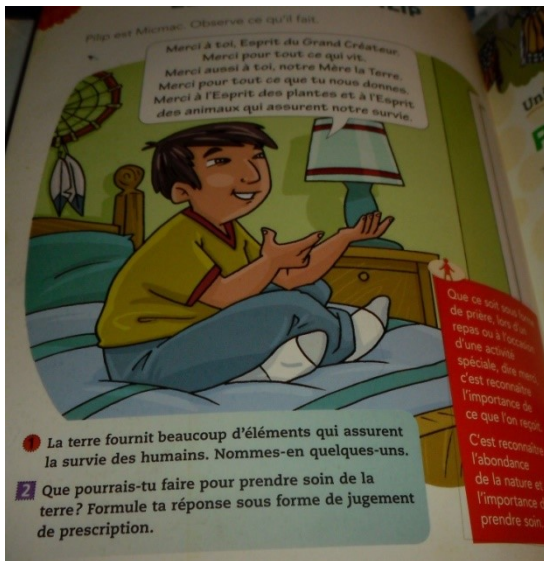 Pilip est Micmac. Observe ce qu'il fait.
Merci à toi, Esprit du Grand Créateur.
Merci pour tout ce qui vit.
Merci aussi à toi, notre Mère la Terre.
Merci pour tout ce que tu nous donnes.
Merci à l'Esprit des plantes et à l'Esprit
des animaux qui assurent notre survie.
1 La terre fournit beaucoup d'éléments qui assurent
la survie des humains. Nommes-en quelques-uns.
2 Que pourrais-tu faire pour prendre soin de la
terre? Formule ta réponse sous forme de jugement
de prescription.
Que ce soit sous forme
de prière, lors d'un
repas ou à l'occasion
d'une activité
spéciale, dire merci,
c'est reconnaître
l'importance de
ce que l'on reçoit.
C'est reconnaître
l'abondance
de la nature et
l'importance d
prendre soin.